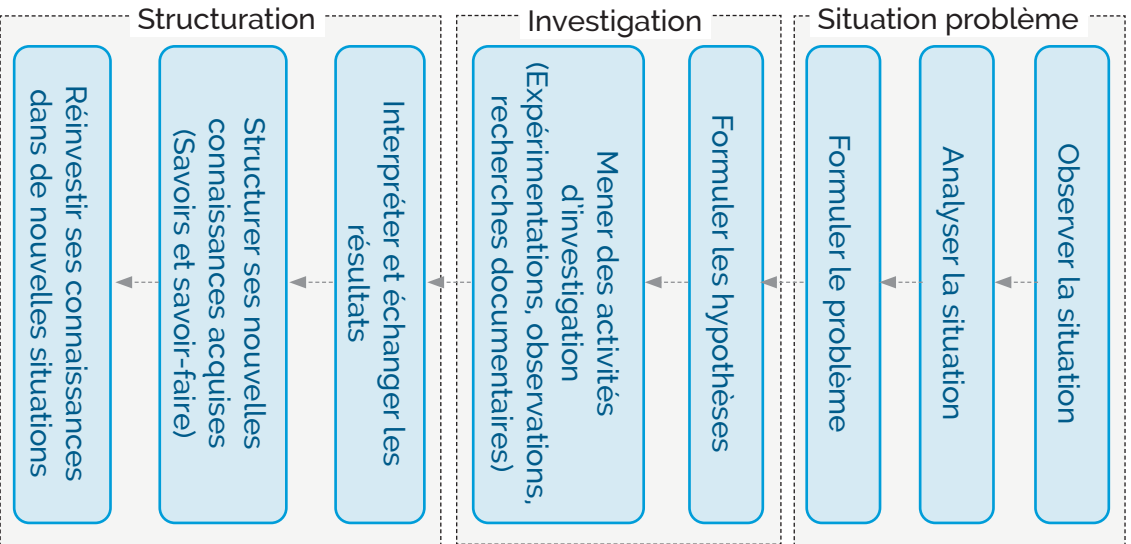 Situation problème
Observer la situation
Analyser la situation
Formuler le problème
Investigation
Formuler les hypothèses
Mener des activités
d'investigation
(Expérimentations, observations,
recherches documentaires)
Structuration
Interpréter et échanger les
résultats
Structurer ses nouvelles
connaissances acquises
(Savoirs et savoir-faire)
Réinvestir ses connaissances
dans de nouvelles situations